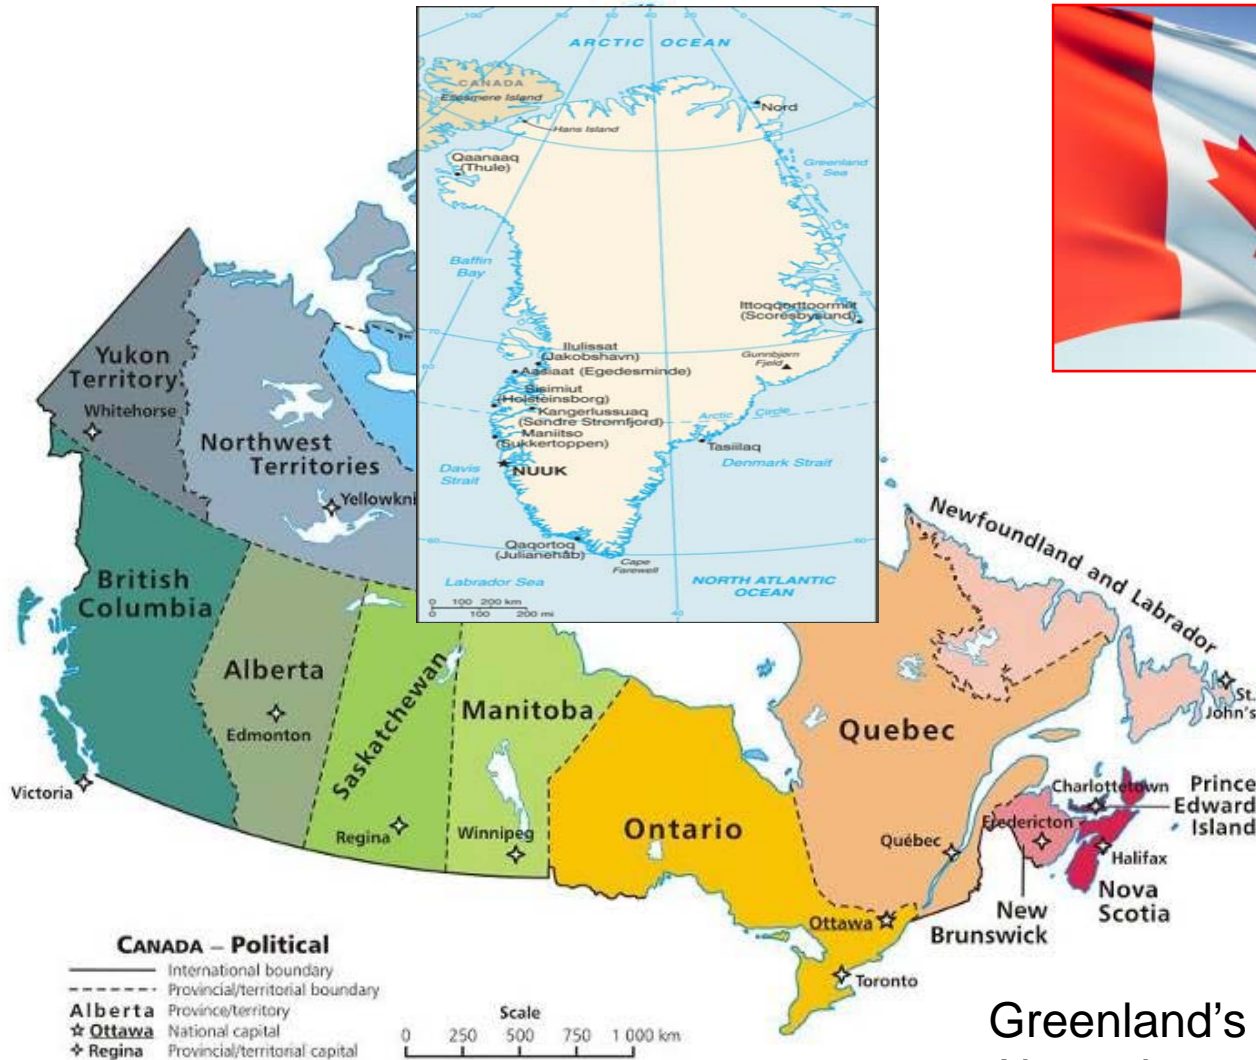 ARCTIC OCEAN
CANADA
Ellesmere Island
Hans Island
Nord
Qaanaaq
(Thule)
Greenland
Sea
Baffin
Bay
Ittoqqortoormiit
(Scoresbysund)
Ilulissat
(Jakobshavn)
Aasiaat (Egedesminde)
Gunnbjørn
Fjeld
Sisimiut
(Holsteinsborg)
Kangerlussuaq
(Søndre Strømfjord)
Maniitso
(Sukkertoppen)
Arctic Circle
Tasiilaq
Denmark Strait
Davis
Strait
NUUK
Qaqortoq
(Julianehåb)
Cape
Farewell
Labrador Sea
NORTH ATLANTIC
OCEAN
0 100 200 km
0 100 200 mi
Yukon
Territory
Whitehorse
Northwest
Territories
Yellowkni
British
Columbia
Victoria
Alberta
Edmonton
Saskatchewan
Regina
Manitoba
Winnipeg
Ontario
Ottawa
Toronto
Quebec
Québec
Newfoundland and Labrador
St.
John's
Charlottetown
Prince
Edward
Island
Fredericton
Halifax
Nova
Scotia
New
Brunswick
CANADA – Political
International boundary
Provincial/territorial boundary
Alberta Province/territory
Ottawa National capital
Regina Provincial/territorial capital
Scale
0 250 500 750 1 000 km
Greenland’s